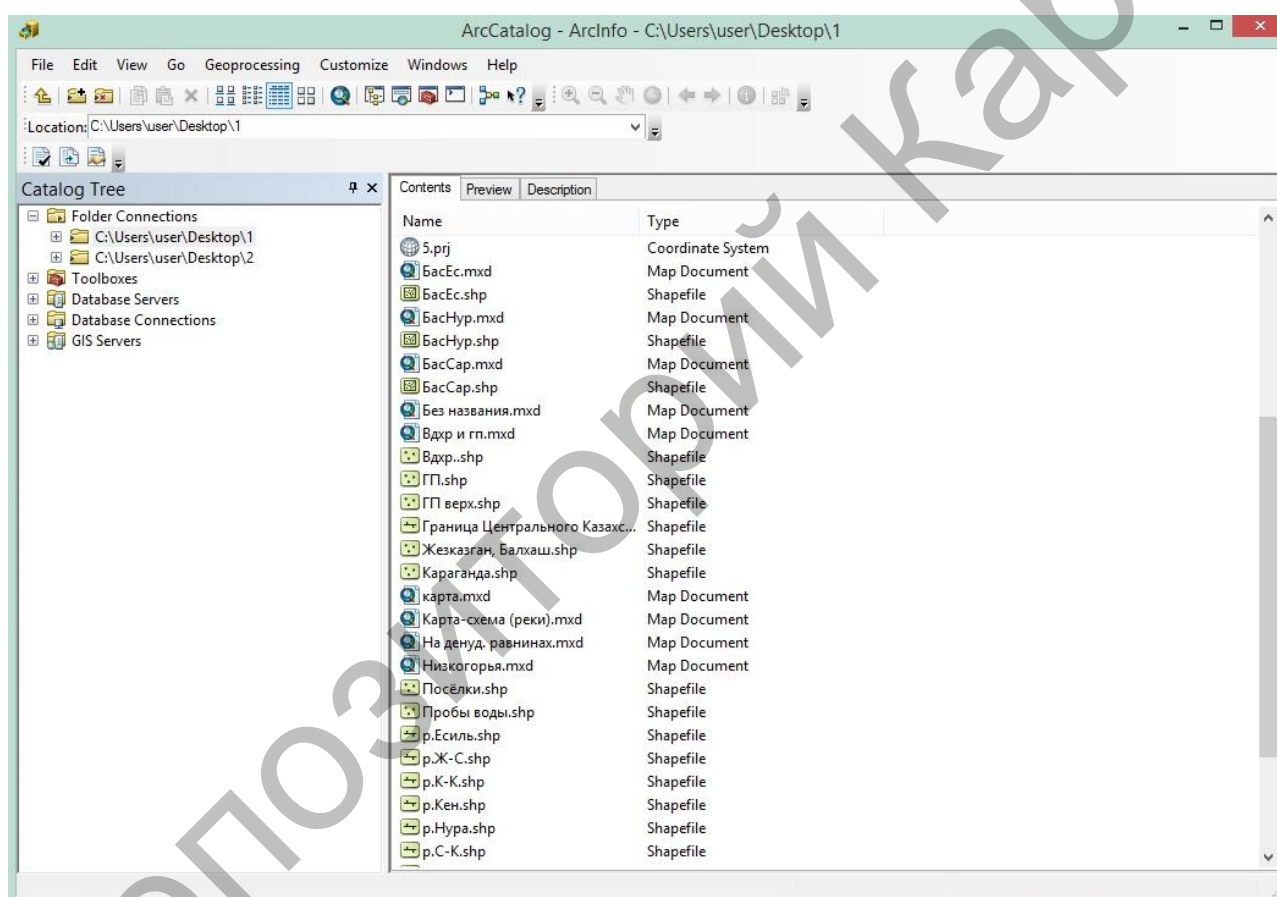 ArcCatalog - ArcInfo - C:\Users\user\Desktop\1
File Edit View Go Geoprocessing Customize Windows Help
Location: C:\Users\user\Desktop\1
Catalog Tree
Folder Connections
C:\Users\user\Desktop\1
C:\Users\user\Desktop\2
Toolboxes
Database Servers
Database Connections
GIS Servers
Contents Preview Description
Name Type
5.prj Coordinate System
БасЕс.mxd Map Document
БасЕс.shp Shapefile
БасНур.mxd Map Document
БасНур.shp Shapefile
БасСар.mxd Map Document
БасСар.shp Shapefile
Без названия.mxd Map Document
Вдхр и гп.mxd Map Document
Вдхр..shp Shapefile
ГП.shp Shapefile
ГП верх.shp Shapefile
Граница Центрального Казахс... Shapefile
Жезказган, Балхаш.shp Shapefile
Караганда.shp Shapefile
карта.mxd Map Document
Карта-схема (реки).mxd Map Document
На денуд. равнинах.mxd Map Document
Низкогорья.mxd Map Document
Посёлки.shp Shapefile
Пробы воды.shp Shapefile
р.Есиль.shp Shapefile
р.Ж-С.shp Shapefile
р.К-К.shp Shapefile
р.Кен.shp Shapefile
р.Нура.shp Shapefile
р.С-К.shp Shapefile
позиторий Кар